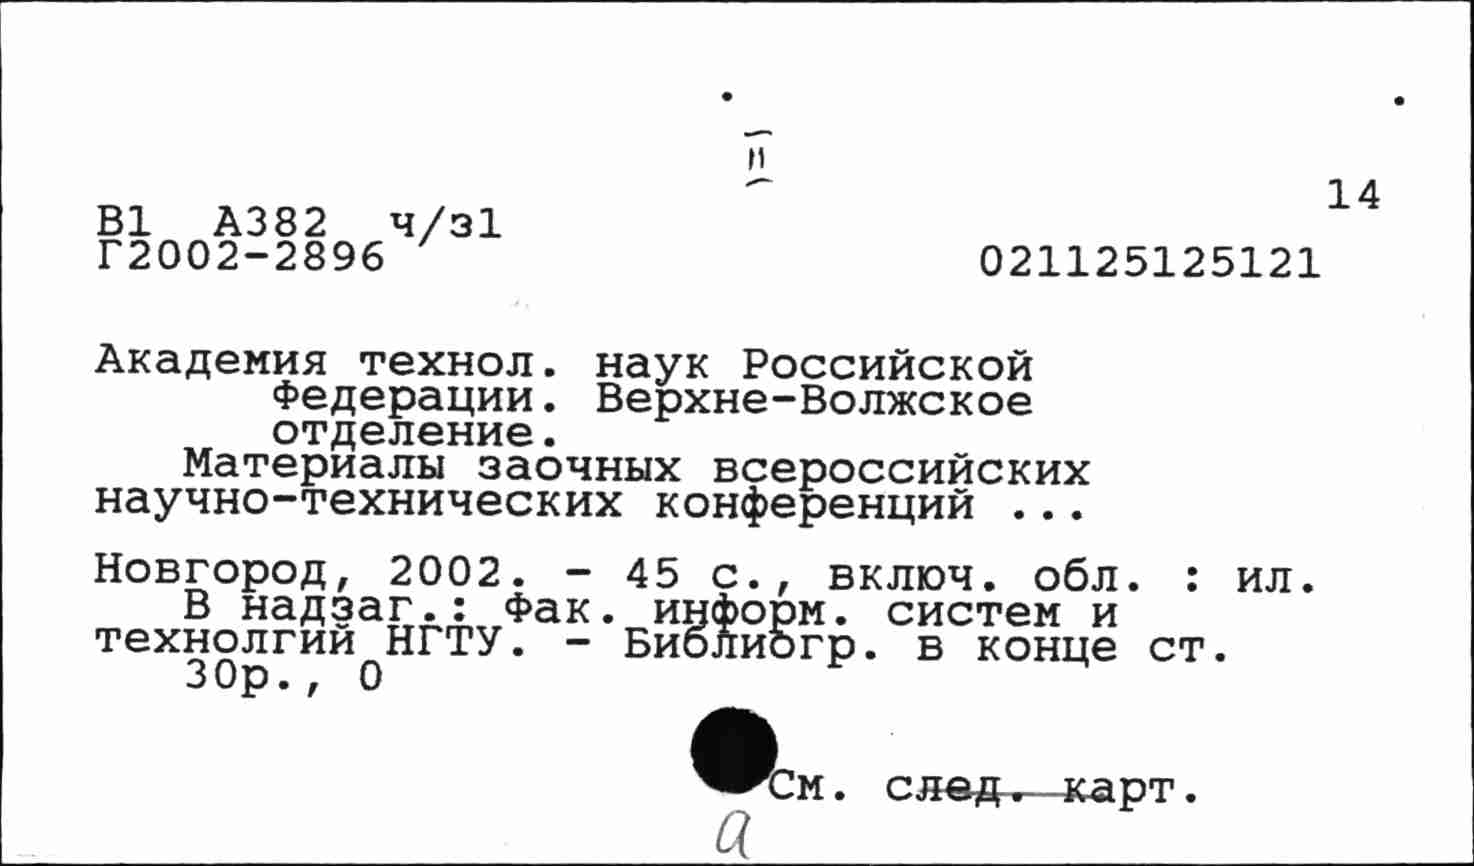 II
14
В1 А382 ч/з1
Г2002-2896 021125125121
Академия технол. наук Российской
Федерации. Верхне-Волжское
отделение.
Материалы заочных всероссийских
научно-технических конференций ...
Новгород, 2002. - 45 с., включ. обл. : ил.
В надзаг.: Фак. информ. систем и
технолгий НГТУ. - Библиогр. в конце ст.
30р., 0
См. след. карт.
а